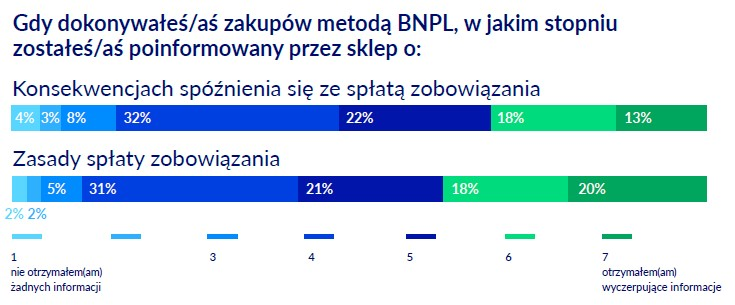 Gdy dokonywałeś/aś zakupów metodą BNPL, w jakim stopniu
zostałeś/aś poinformowany przez sklep o:
Konsekwencjach spóźnienia się ze spłatą zobowiązania
4% 3% 8% 32% 22% 18% 13%
Zasady spłaty zobowiązania
5% 31% 21% 18% 20%
2% 2%
1 3 4 5 6 7
nie otrzymałem(am) otrzymałem(am)
żadnych informacji wyczerpujące informacje